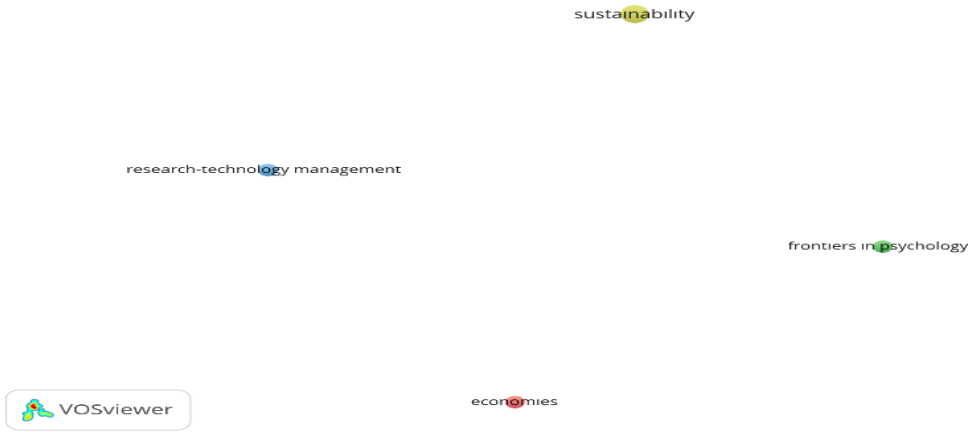 sustainability
research-technology management
frontiers in psychology
economies
VOSviewer